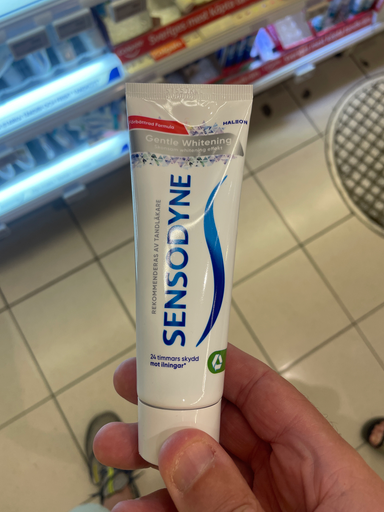 HALEON
Gentle Whitening
REKOMMENDERAS AV TANDLÄKARE
SENSODYNE
24 timmars skydd
mot ilningar*